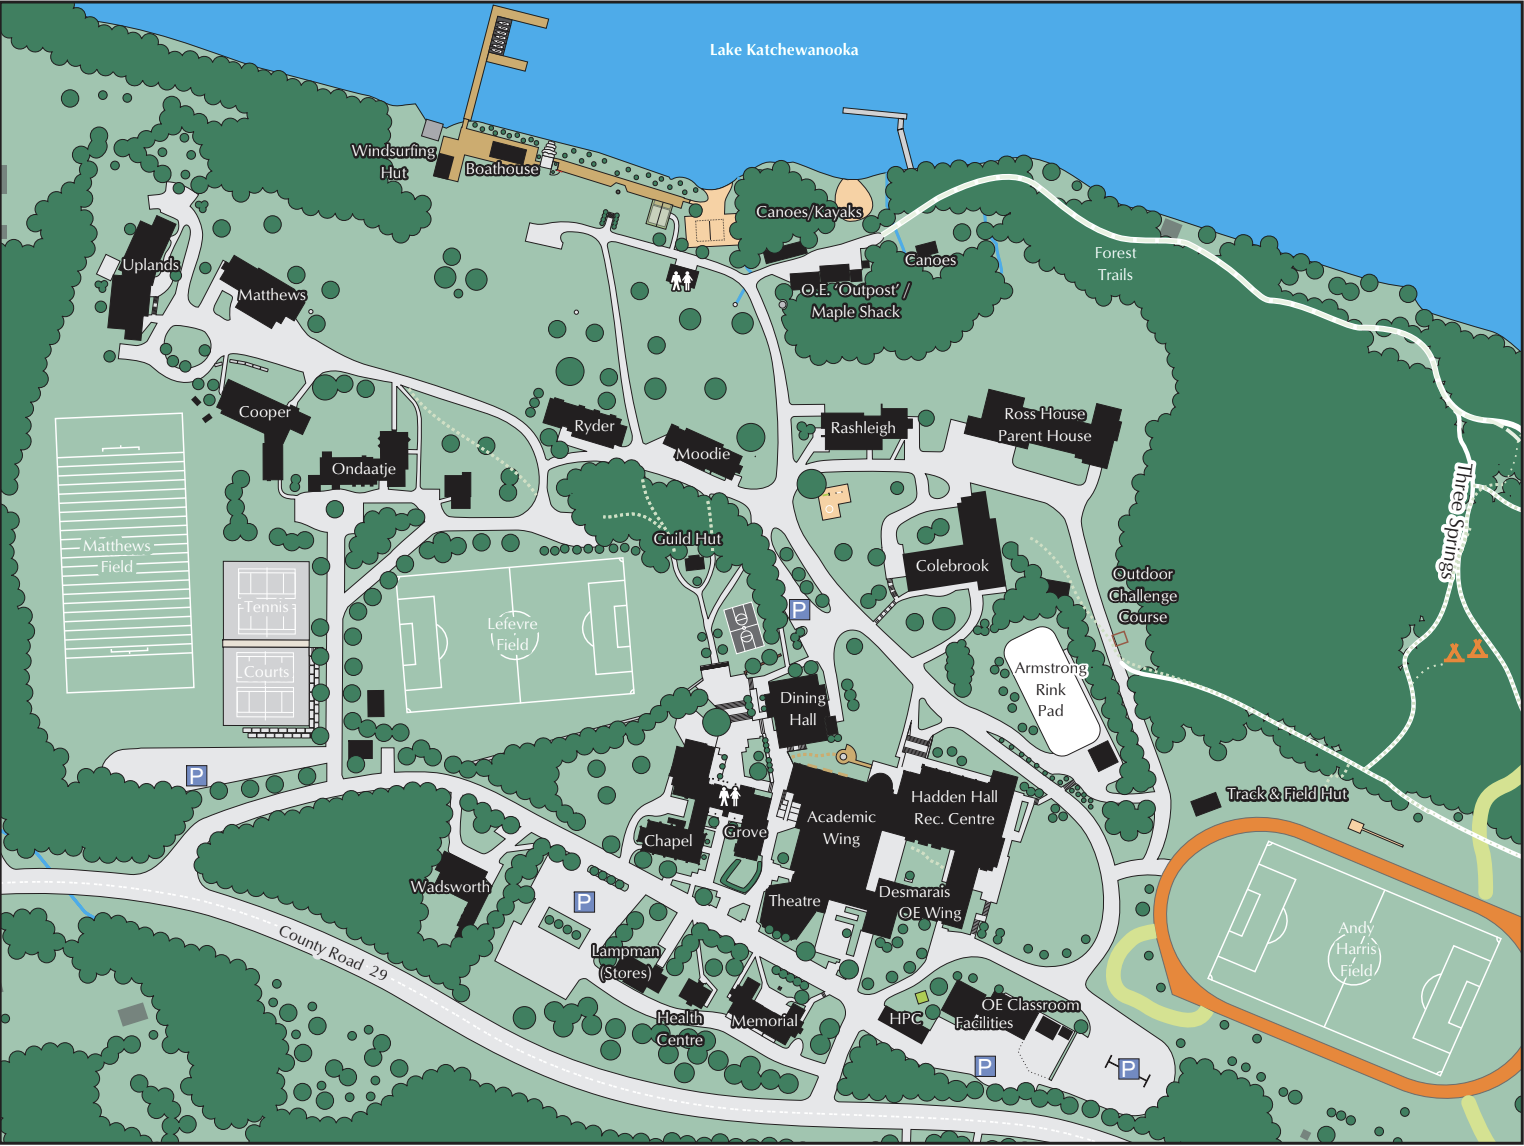 Lake Katchewanooka
Windsurfing
Hut
Boathouse
Canoes/Kayaks
Canoes
Forest
Trails
Uplands
Matthews
O.E. 'Outpost' /
Maple Shack
Cooper
Ondaatje
Ryder
Moodie
Rashleigh
Ross House
Parent House
Three Springs
Matthews
Field
Guild Hut
Colebrook
Outdoor
Challenge
Course
Tennis
Courts
Lefevre
Field
P
Armstrong
Rink
Pad
Dining
Hall
P
Track & Field Hut
Hadden Hall
Rec. Centre
Academic
Wing
Chapel
Grove
Wadsworth
P
Theatre
Desmarais
OE Wing
County Road 29
Lampman
(Stores)
Andy
Harris
Field
Health
Centre
Memorial
HPC
OE Classroom
Facilities
P
P